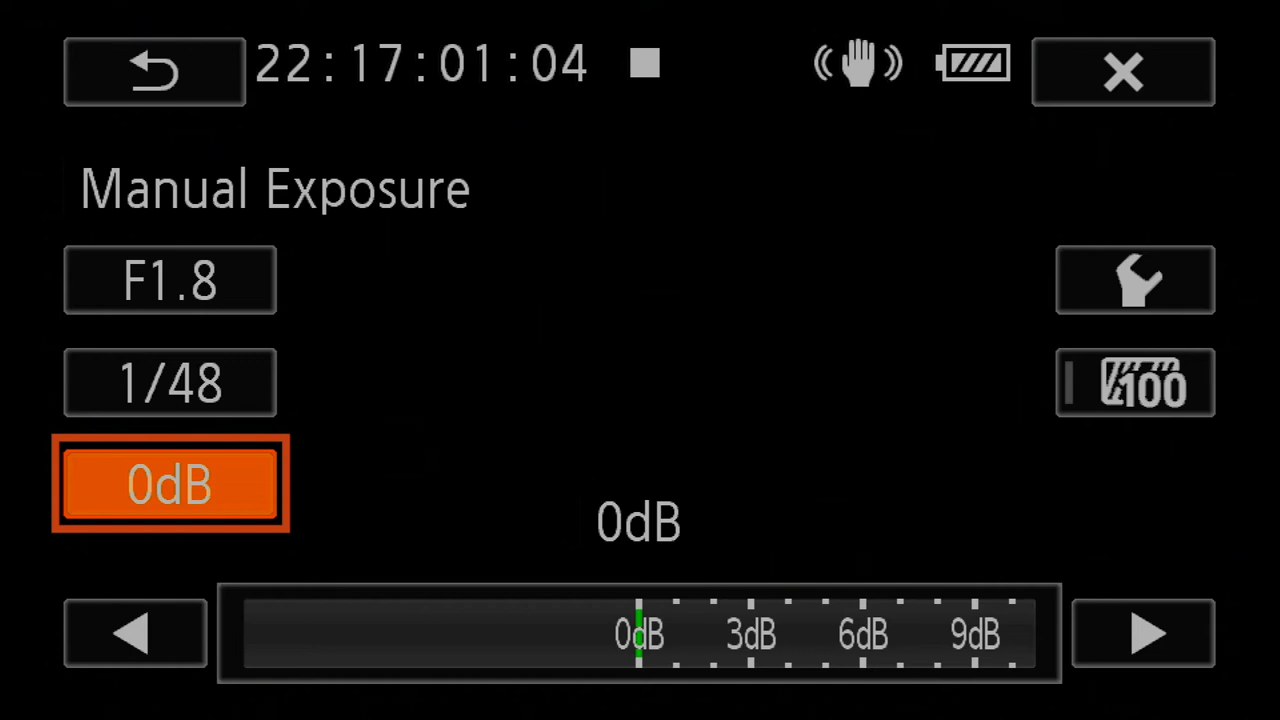 22:17:01:04
Manual Exposure
F1.8
1/48
100
0dB
0dB
0dB 3dB 6dB 9dB